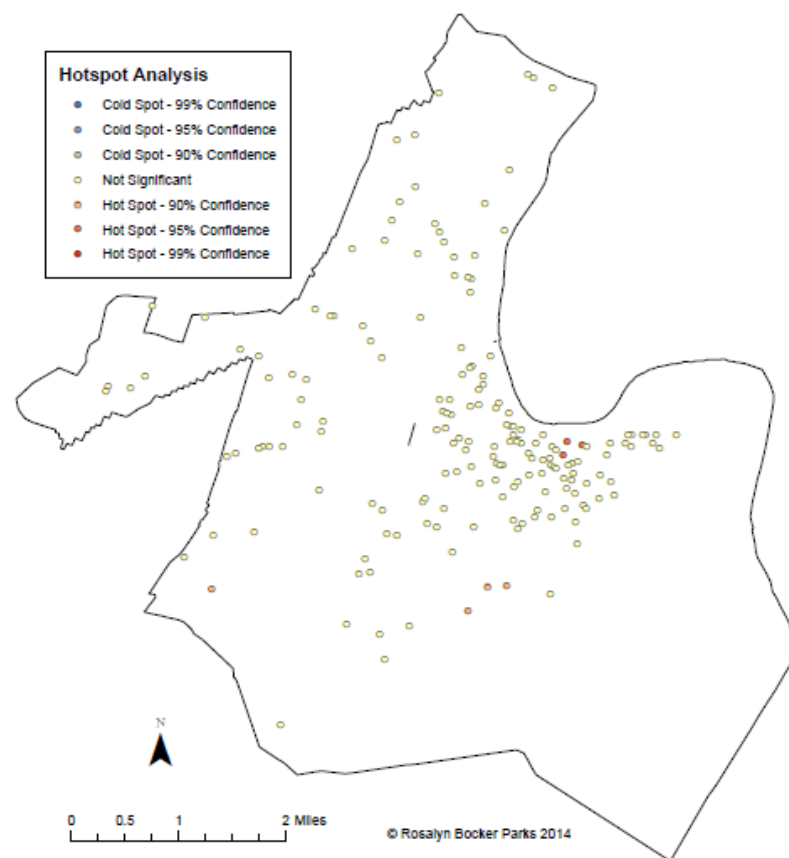 Hotspot Analysis
Cold Spot - 99% Confidence
Cold Spot - 95% Confidence
Cold Spot - 90% Confidence
Not Significant
Hot Spot - 90% Confidence
Hot Spot - 95% Confidence
Hot Spot - 99% Confidence
N
0 0.5 1 2 Miles
© Rosalyn Bocker Parks 2014